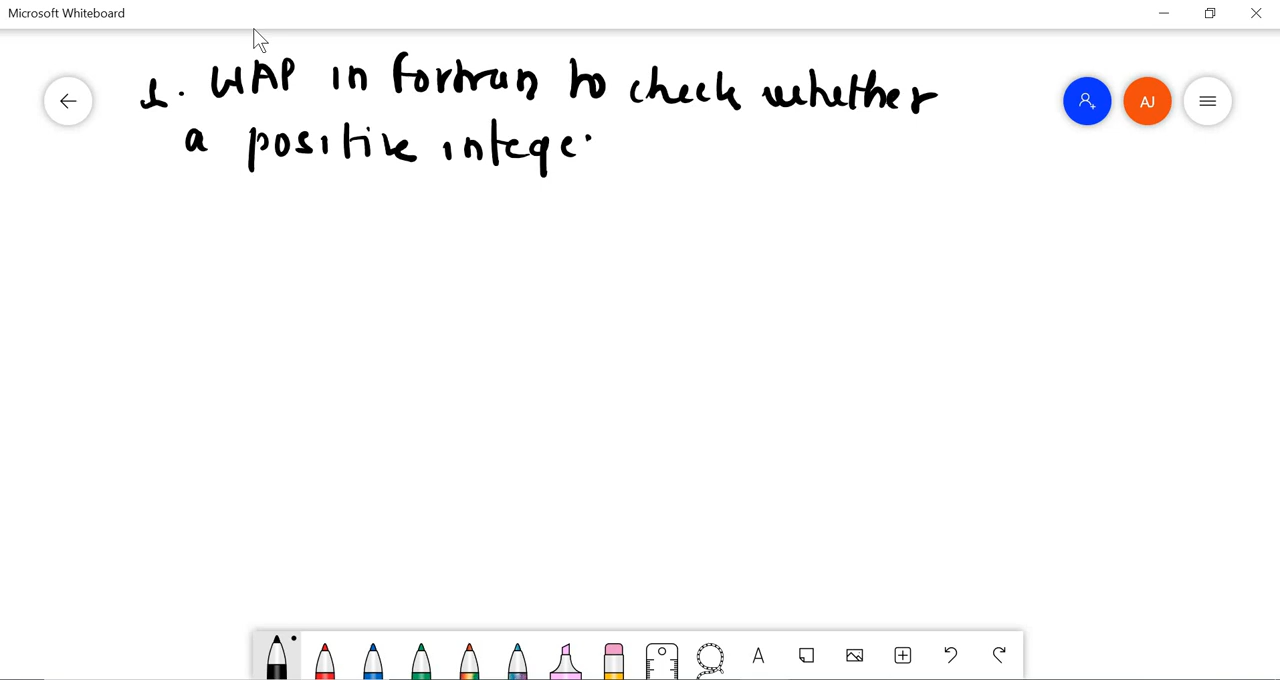 Microsoft Whiteboard
1. WAP in fortran to check whether
AJ
a positive intege
A